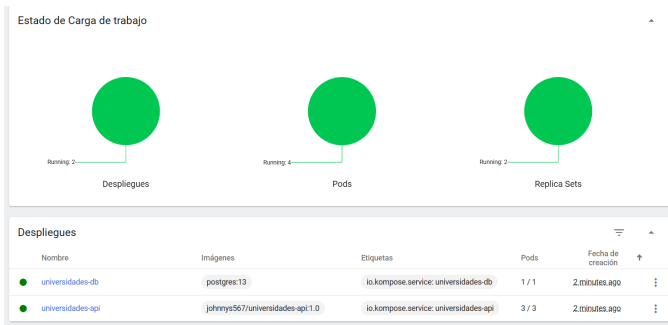 Estado de Carga de trabajo
Running: 2
Running: 4
Running: 2
Despliegues
Pods
Replica Sets
Despliegues
Nombre Imágenes Etiquetas Pods Fecha de creación
universidades-db postgres:13 io.kompose.service: universidades-db 1 / 1 2 minutes ago
universidades-api johnnys567/universidades-api:1.0 io.kompose.service: universidades-api 3 / 3 2 minutes ago